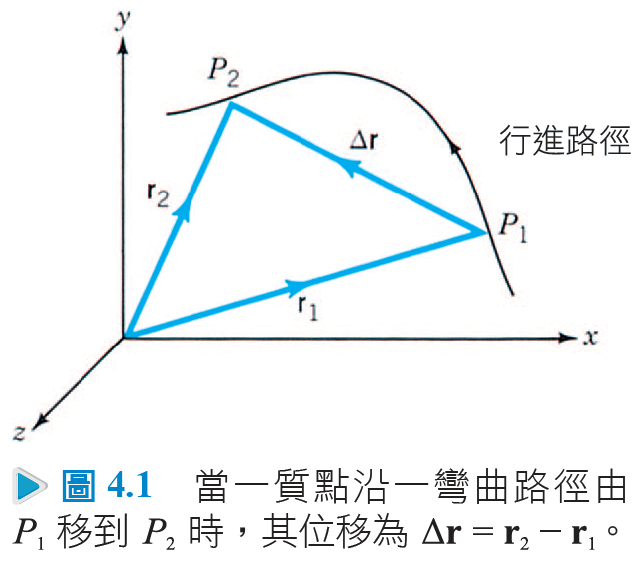 y
P₂
Δr
行進路徑
r₂
P₁
r₁
x
z
圖 4.1 當一質點沿一彎曲路徑由
P₁ 移到 P₂ 時，其位移為 Δr = r₂ − r₁。